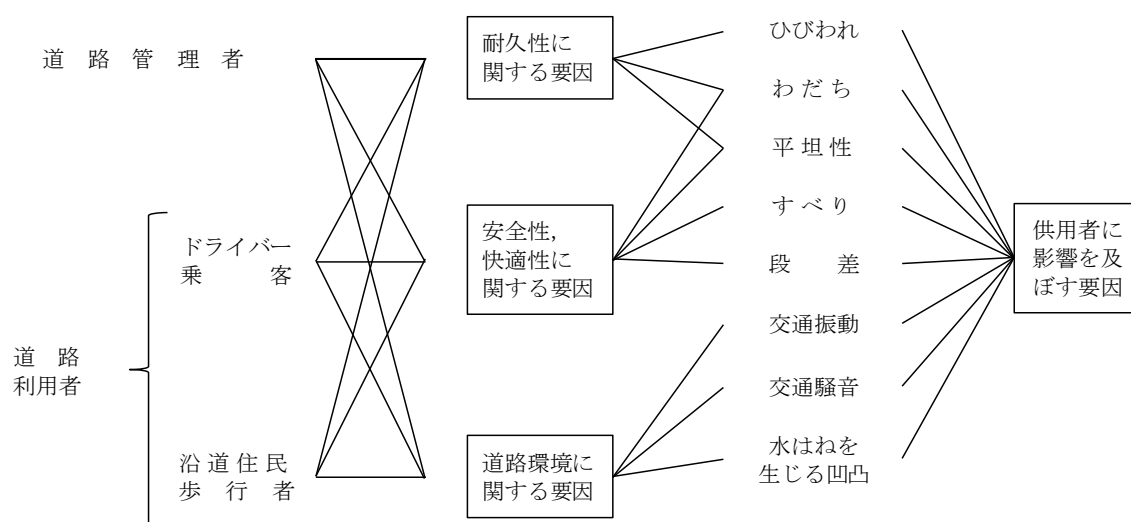 道路管理者
道路
利用者
ドライバー
乗客
沿道住民
歩行者
耐久性に
関する要因
安全性,
快適性に
関する要因
道路環境に
関する要因
ひびわれ
わだち
平坦性
すべり
段差
交通振動
交通騒音
水はねを
生じる凹凸
供用者に
影響を及
ぼす要因